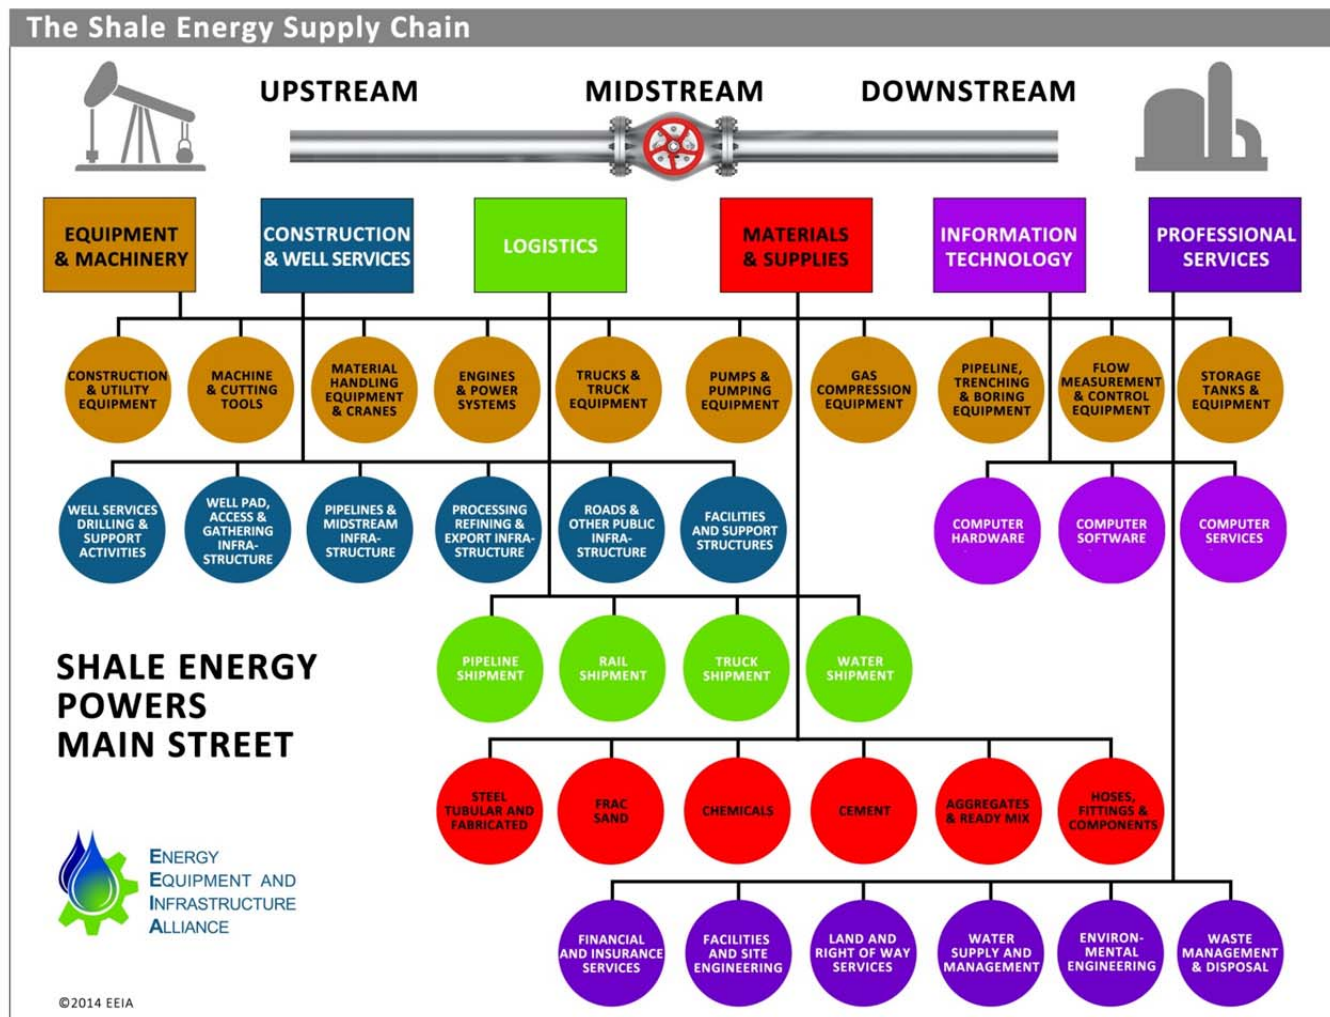 The Shale Energy Supply Chain
UPSTREAM
MIDSTREAM
DOWNSTREAM
EQUIPMENT
& MACHINERY
CONSTRUCTION
& WELL SERVICES
LOGISTICS
MATERIALS
& SUPPLIES
INFORMATION
TECHNOLOGY
PROFESSIONAL
SERVICES
CONSTRUCTION
& UTILITY
EQUIPMENT
MACHINE
& CUTTING
TOOLS
MATERIAL
HANDLING
EQUIPMENT
& CRANES
ENGINES
& POWER
SYSTEMS
TRUCKS &
TRUCK
EQUIPMENT
PUMPS &
PUMPING
EQUIPMENT
GAS
COMPRESSION
EQUIPMENT
PIPELINE,
TRENCHING
& BORING
EQUIPMENT
FLOW
MEASUREMENT
& CONTROL
EQUIPMENT
STORAGE
TANKS &
EQUIPMENT
WELL SERVICES
DRILLING &
SUPPORT
ACTIVITIES
WELL PAD,
ACCESS &
GATHERING
INFRA-
STRUCTURE
PIPELINES &
MIDSTREAM
INFRA-
STRUCTURE
PROCESSING
REFINING &
EXPORT INFRA-
STRUCTURE
ROADS &
OTHER PUBLIC
INFRA-
STRUCTURE
FACILITIES
AND SUPPORT
STRUCTURES
COMPUTER
HARDWARE
COMPUTER
SOFTWARE
COMPUTER
SERVICES
PIPELINE
SHIPMENT
RAIL
SHIPMENT
TRUCK
SHIPMENT
WATER
SHIPMENT
SHALE ENERGY
POWERS
MAIN STREET
STEEL
TUBULAR AND
FABRICATED
FRAC
SAND
CHEMICALS
CEMENT
AGGREGATES
& READY MIX
HOSES,
FITTINGS &
COMPONENTS
ENERGY
EQUIPMENT AND
INFRASTRUCTURE
ALLIANCE
FINANCIAL
AND INSURANCE
SERVICES
FACILITIES
AND SITE
ENGINEERING
LAND AND
RIGHT OF WAY
SERVICES
WATER
SUPPLY AND
MANAGEMENT
ENVIRON-
MENTAL
ENGINEERING
WASTE
MANAGEMENT
& DISPOSAL
©2014 EEIA